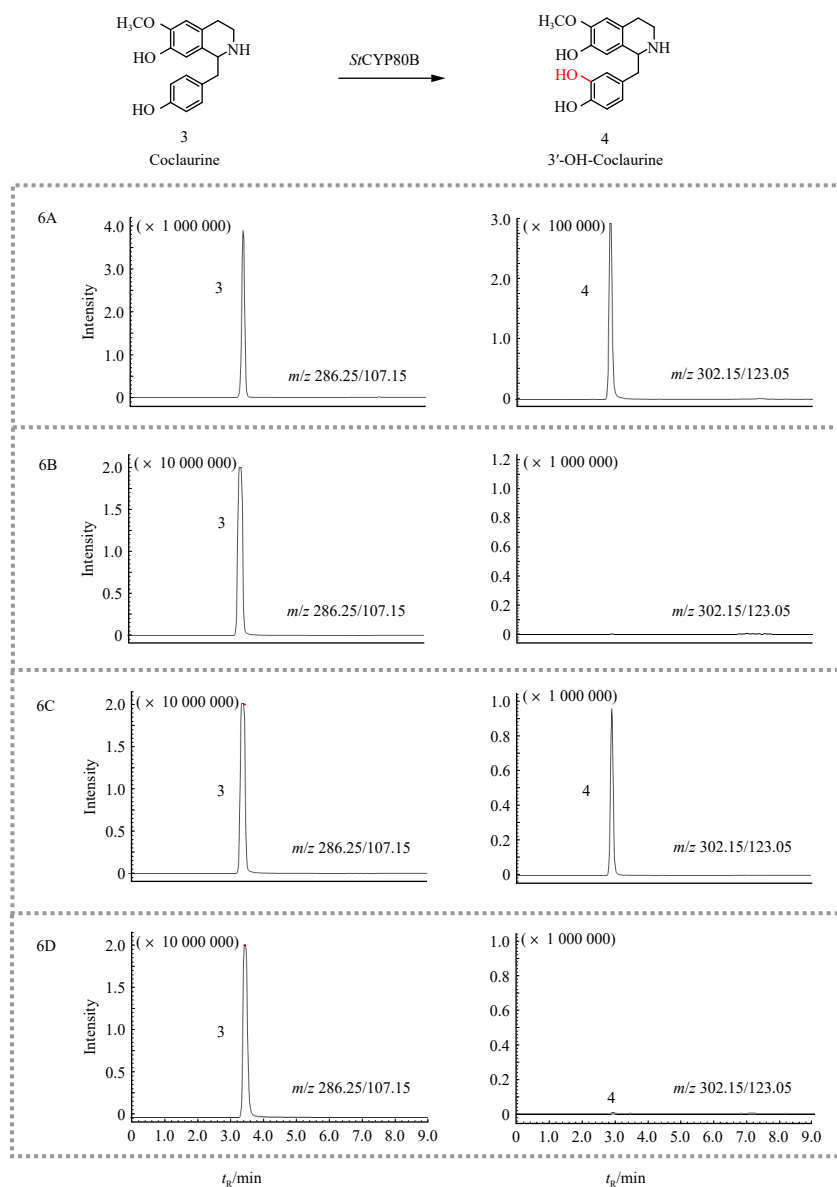 H₃CO
HO
NH
HO
3
Coclaurine
StCYP80B
H₃CO
HO
NH
HO
HO
4
3′-OH-Coclaurine
6A
(× 1 000 000)
4.0
3.0
2.0
1.0
0
Intensity
3
m/z 286.25/107.15
(× 100 000)
3.0
2.0
1.0
0
4
m/z 302.15/123.05
6B
(× 10 000 000)
2.0
1.5
1.0
0.5
0
Intensity
3
m/z 286.25/107.15
(× 1 000 000)
1.2
1.0
0.8
0.6
0.4
0.2
0
m/z 302.15/123.05
6C
(× 10 000 000)
2.0
1.5
1.0
0.5
0
Intensity
3
m/z 286.25/107.15
(× 1 000 000)
1.0
0.8
0.6
0.4
0.2
0
4
m/z 302.15/123.05
6D
(× 10 000 000)
2.0
1.5
1.0
0.5
0
Intensity
3
m/z 286.25/107.15
0 1.0 2.0 3.0 4.0 5.0 6.0 7.0 8.0 9.0
tR/min
(× 1 000 000)
1.0
0.8
0.6
0.4
0.2
0
4
m/z 302.15/123.05
0 1.0 2.0 3.0 4.0 5.0 6.0 7.0 8.0 9.0
tR/min